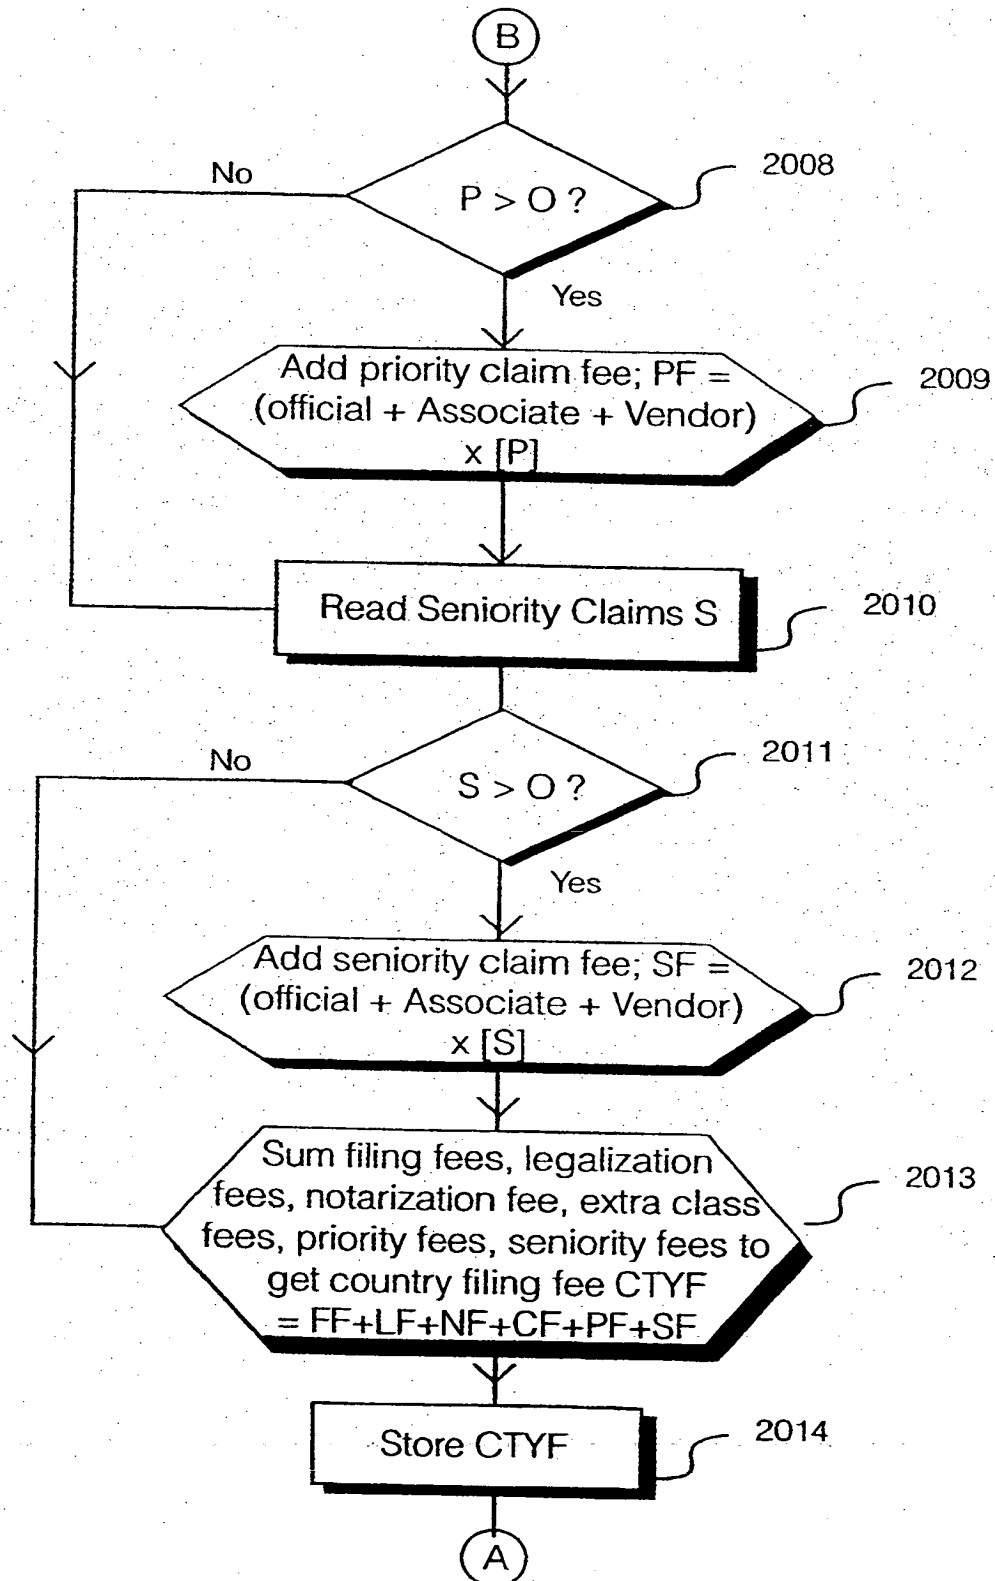 B
No
2008
P > O ?
Yes
Add priority claim fee; PF =
(official + Associate + Vendor)
x [P]
2009
Read Seniority Claims S
2010
No
2011
S > O ?
Yes
Add seniority claim fee; SF =
(official + Associate + Vendor)
x [S]
2012
Sum filing fees, legalization
fees, notarization fee, extra class
fees, priority fees, seniority fees to
get country filing fee CTYF
= FF+LF+NF+CF+PF+SF
2013
Store CTYF
2014
A